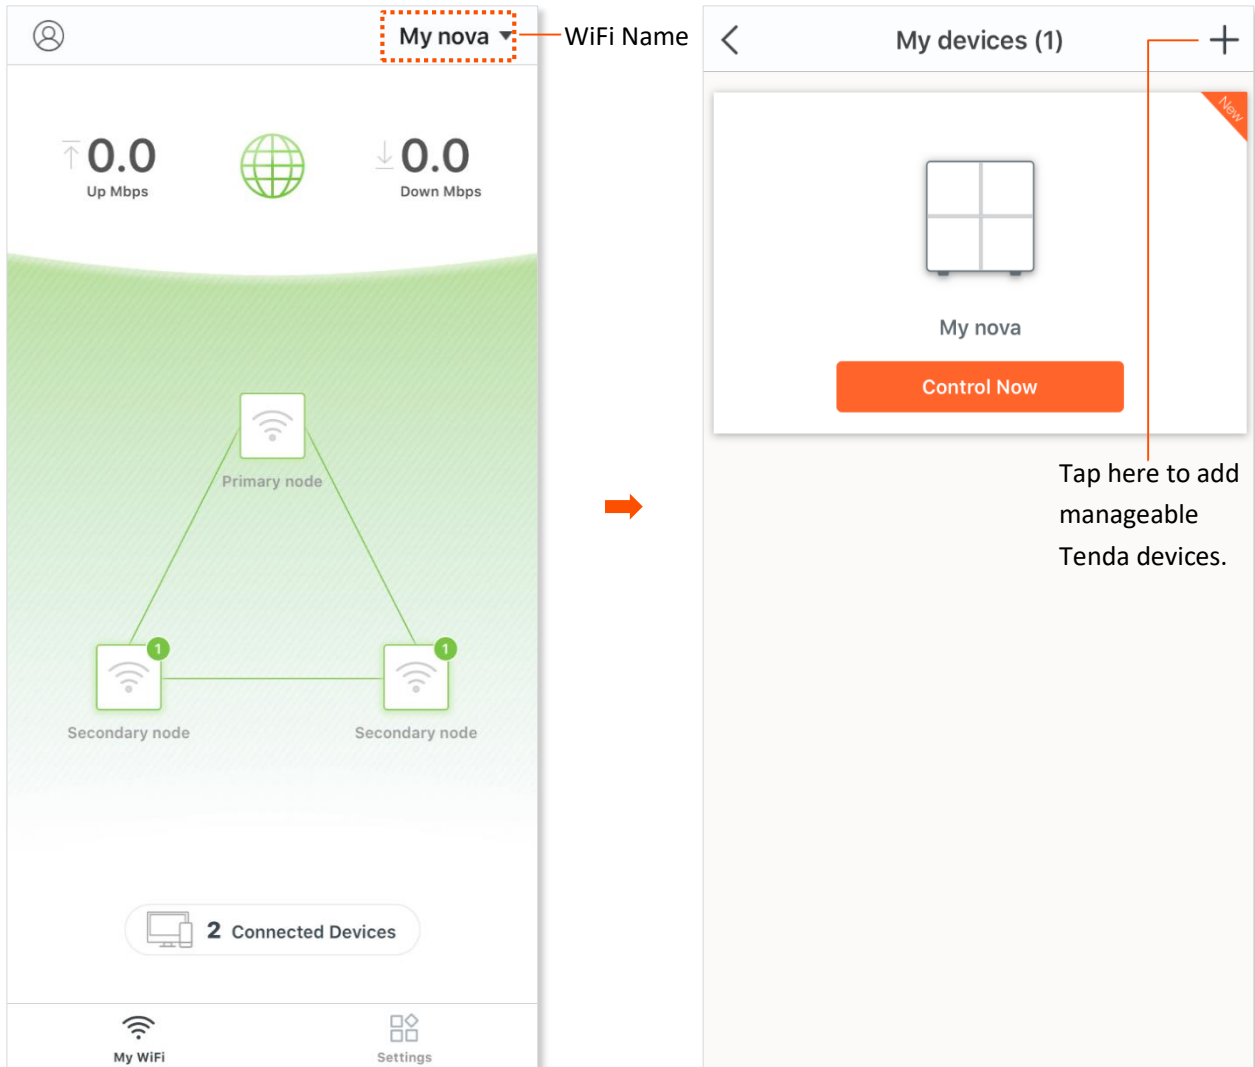 My nova
WiFi Name
0.0
Up Mbps
0.0
Down Mbps
Primary node
1
Secondary node
1
Secondary node
2 Connected Devices
My WiFi
Settings
My devices (1)
New
My nova
Control Now
Tap here to add
manageable
Tenda devices.